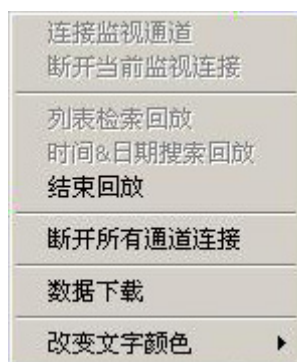 连接监视通道
断开当前监视连接
列表检索回放
时间&日期搜索回放
结束回放
断开所有通道连接
数据下载
改变文字颜色